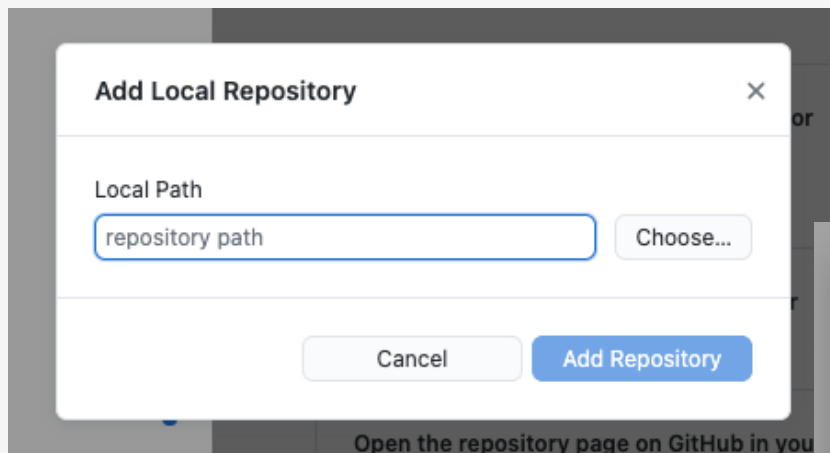 Add Local Repository
or
Local Path
repository path
Choose...
r
Cancel
Add Repository
Open the repository page on GitHub in you